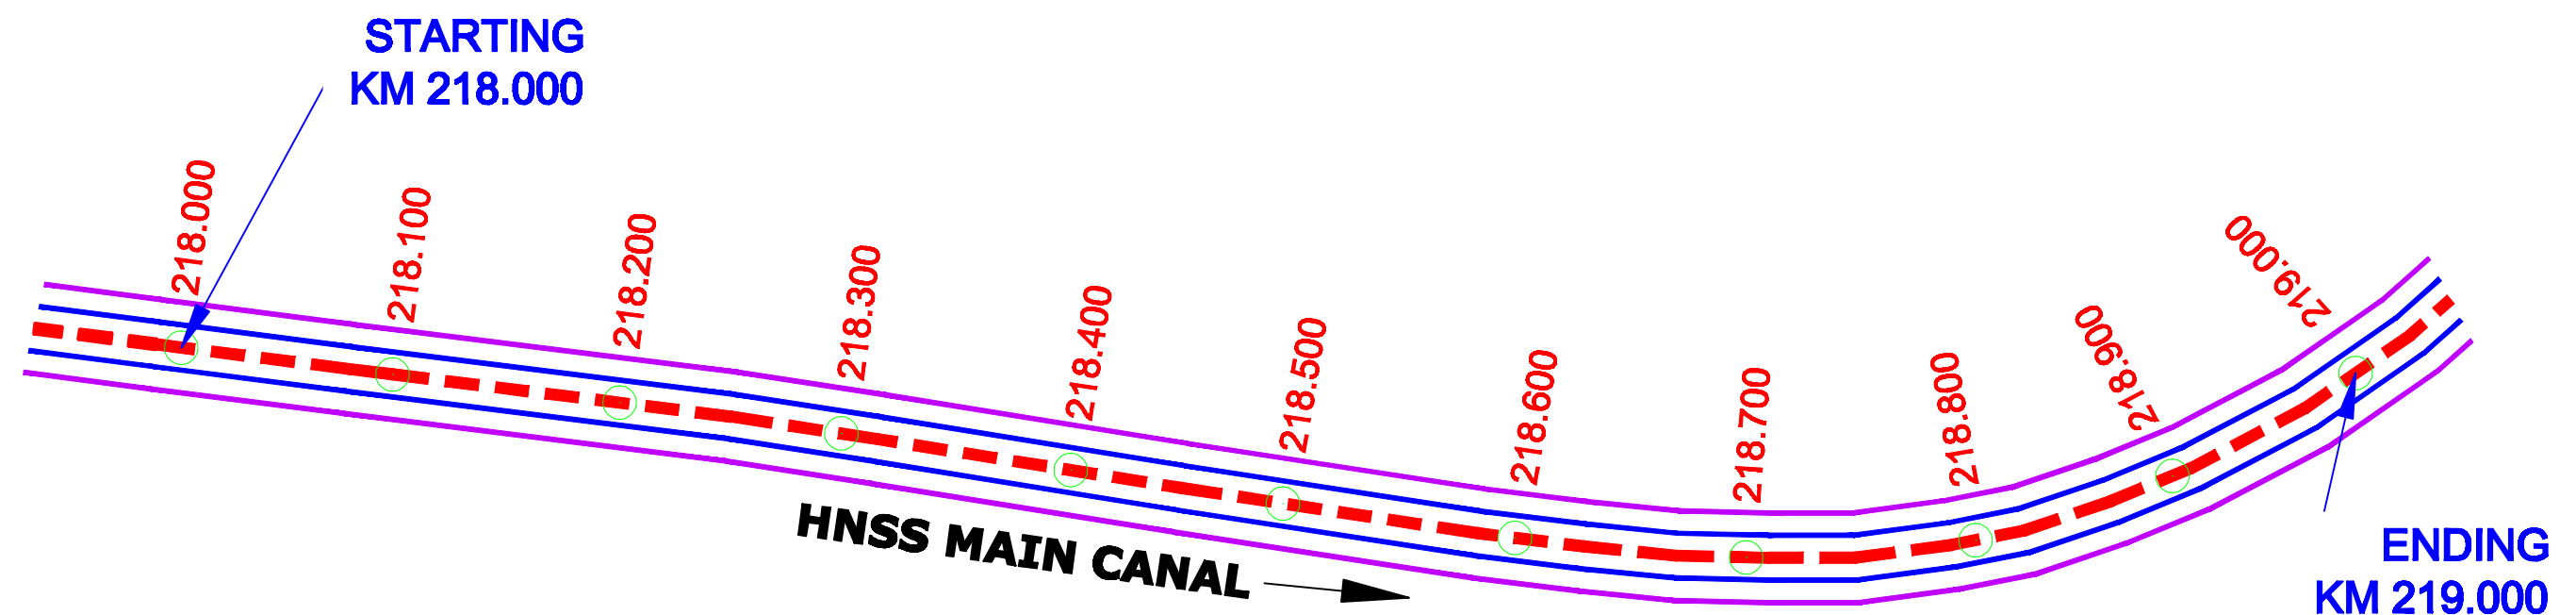 STARTING
KM 218.000
218.000
218.100
218.200
218.300
218.400
218.500
218.600
218.700
218.800
218.900
219.000
HNSS MAIN CANAL
ENDING
KM 219.000